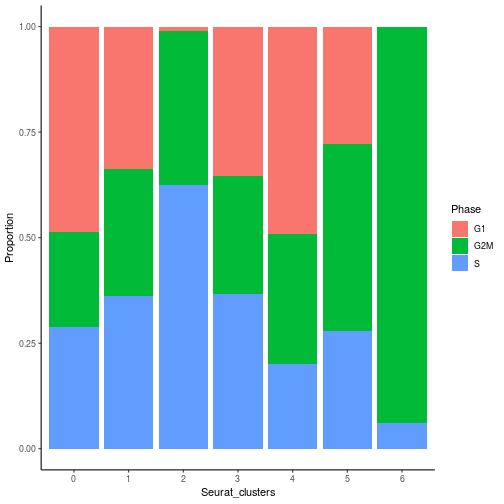 1.00
0.75
0.50
0.25
0.00
Proportion
0 1 2 3 4 5 6
Seurat_clusters
Phase
G1
G2M
S